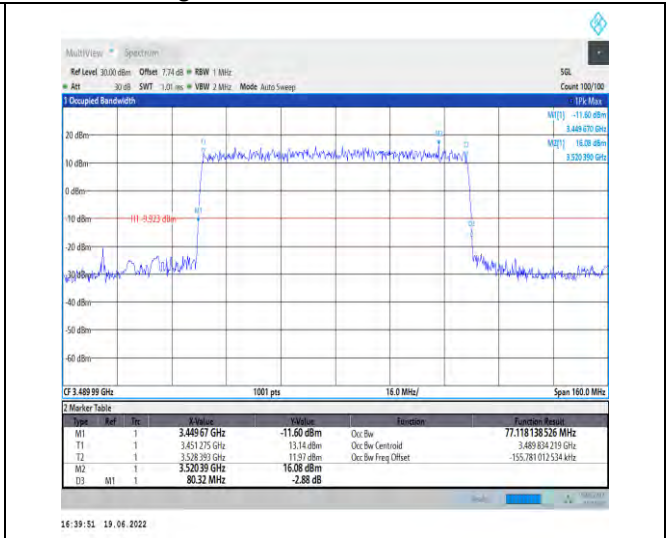 MultiView Spectrum
Ref Level 30.00 dBm Offset 7.74 dB RBW 1 MHz SGL
Att 30 dB SWT 1.01 ms VBW 2 MHz Mode Auto Sweep Count 100/100
1 Occupied Bandwidth 1Pk Max
M1[1] -11.60 dBm
3.449 670 GHz
M2[1] 16.08 dBm
3.520 390 GHz
20 dBm
10 dBm
0 dBm
-10 dBm H1 -9.923 dBm
-20 dBm
-30 dBm
-40 dBm
-50 dBm
-60 dBm
CF 3.489 99 GHz 1001 pts 16.0 MHz/ Span 160.0 MHz
2 Marker Table
Type Ref Trc X-Value Y-Value Function Function Result
M1 1 3.449 67 GHz -11.60 dBm Occ Bw 77.118 138 526 MHz
T1 1 3.451 275 GHz 13.14 dBm Occ Bw Centroid 3.489 834 219 GHz
T2 1 3.528 393 GHz 11.97 dBm Occ Bw Freq Offset -155.781 012 534 kHz
M2 1 3.520 39 GHz 16.08 dBm
D3 M1 1 80.32 MHz -2.88 dB
16:39:51 19.06.2022